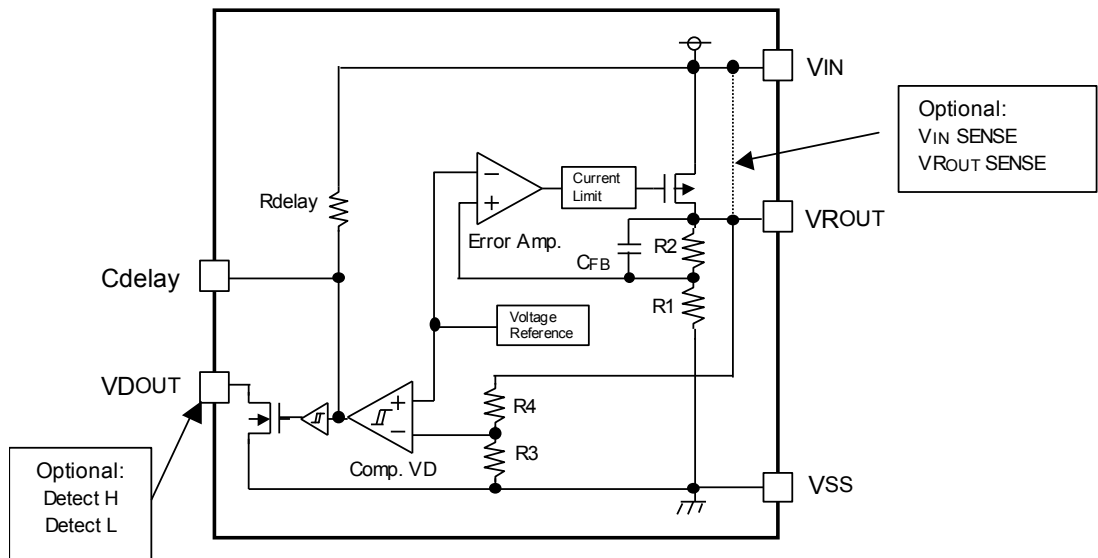 VIN
Optional:
VIN SENSE
VROUT SENSE
Current
Limit
Rdelay
VROUT
Error Amp.
R2
CFB
Cdelay
R1
Voltage
Reference
VDOUT
R4
R3
Comp. VD
VSS
Optional:
Detect H
Detect L